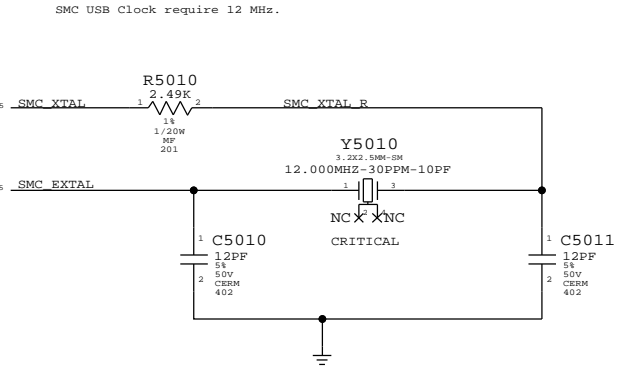 SMC USB Clock require 12 MHz.
R5010
2.49K
SMC_XTAL
1
2
SMC_XTAL_R
1%
1/20W
MF
201
Y5010
3.2X2.5MM-SM
12.000MHZ-30PPM-10PF
SMC_EXTAL
1
3
NC
2
4
NC
CRITICAL
1
C5010
12PF
5%
50V
CERM
402
2
1
C5011
12PF
5%
50V
CERM
402
2